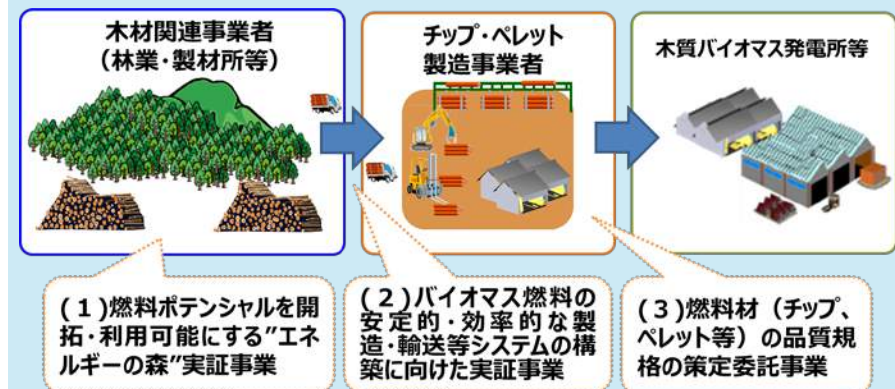 木材関連事業者
（林業・製材所等）
チップ・ペレット
製造事業者
木質バイオマス発電所等
(１)燃料ポテンシャルを開
拓・利用可能にする”エネ
ルギーの森”実証事業
(２)バイオマス燃料の
安定的・効率的な製
造・輸送等システムの構
築に向けた実証事業
(３)燃料材（チップ、
ペレット等）の品質規
格の策定委託事業